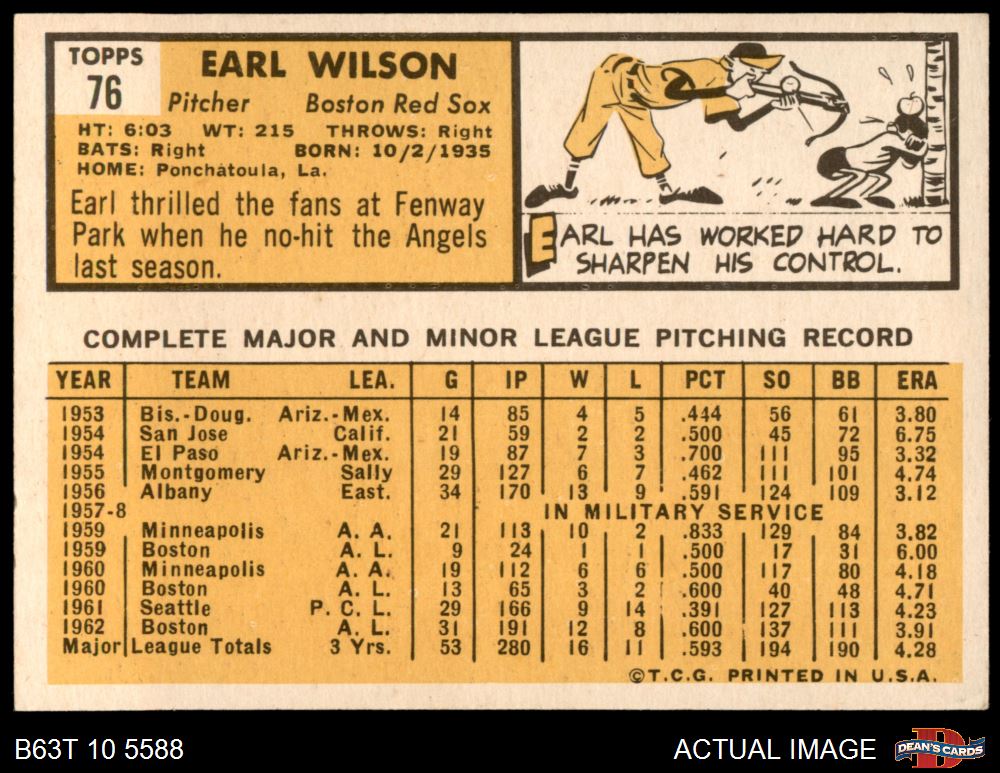 TOPPS
76
EARL WILSON
Pitcher Boston Red Sox
HT: 6:03 WT: 215 THROWS: Right
BATS: Right BORN: 10/2/1935
HOME: Ponchatoula, La.
Earl thrilled the fans at Fenway
Park when he no-hit the Angels
last season.
EARL HAS WORKED HARD TO
SHARPEN HIS CONTROL.
COMPLETE MAJOR AND MINOR LEAGUE PITCHING RECORD
YEAR TEAM LEA. G IP W L PCT SO BB ERA
1953 Bis.-Doug. Ariz.-Mex. 14 85 4 5 .444 56 61 3.80
1954 San Jose Calif. 21 59 2 2 .500 45 72 6.75
1954 El Paso Ariz.-Mex. 19 87 7 3 .700 111 95 3.32
1955 Montgomery Sally 29 127 6 7 .462 111 101 4.74
1956 Albany East. 34 170 13 9 .591 124 109 3.12
1957-8 IN MILITARY SERVICE
1959 Minneapolis A. A. 21 113 10 2 .833 129 84 3.82
1959 Boston A. L. 9 24 1 1 .500 17 31 6.00
1960 Minneapolis A. A. 19 112 6 6 .500 117 80 4.18
1960 Boston A. L. 13 65 3 2 .600 40 48 4.71
1961 Seattle P. C. L. 29 166 9 14 .391 127 113 4.23
1962 Boston A. L. 31 191 12 8 .600 137 111 3.91
Major League Totals 3 Yrs. 53 280 16 11 .593 194 190 4.28
©T.C.G. PRINTED IN U.S.A.
B63T 10 5588
ACTUAL IMAGE
D
DEAN'S CARDS